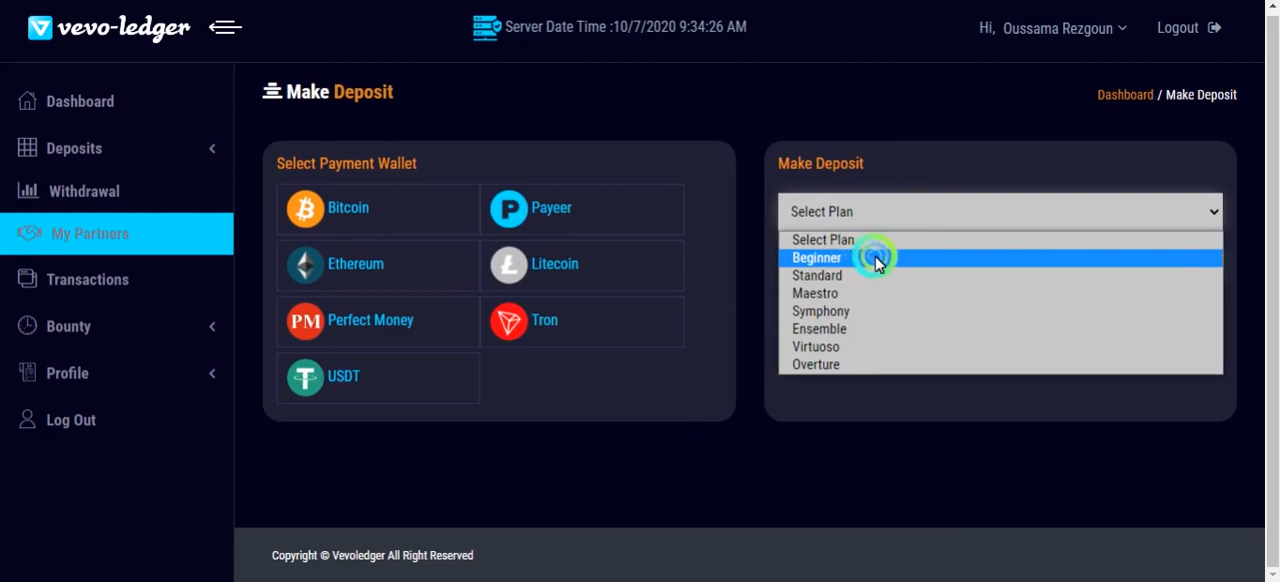 vevo-ledger
Server Date Time :10/7/2020 9:34:26 AM
Hi, Oussama Rezgoun
Logout
Dashboard
Deposits
Withdrawal
My Partners
Transactions
Bounty
Profile
Log Out
Make Deposit
Dashboard / Make Deposit
Select Payment Wallet
Bitcoin
P Payeer
Ethereum
Litecoin
PM Perfect Money
Tron
USDT
Make Deposit
Select Plan
Select Plan
Beginner
Standard
Maestro
Symphony
Ensemble
Virtuoso
Overture
Copyright © Vevoledger All Right Reserved